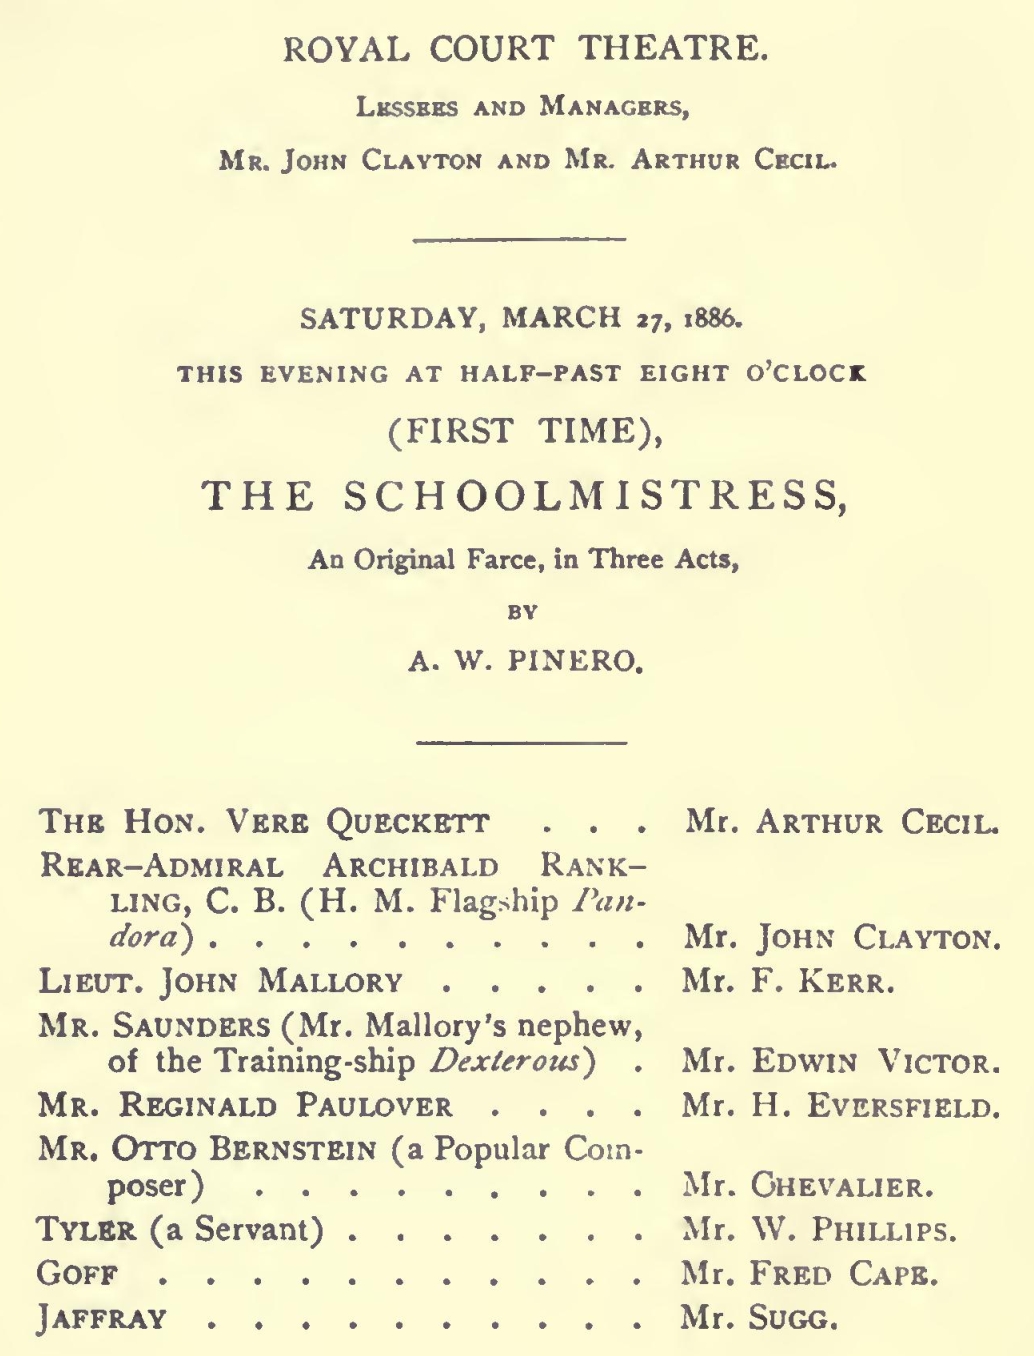 ROYAL COURT THEATRE.
LESSEES AND MANAGERS,
MR. JOHN CLAYTON AND MR. ARTHUR CECIL.
SATURDAY, MARCH 27, 1886.
THIS EVENING AT HALF-PAST EIGHT O'CLOCK
(FIRST TIME),
THE SCHOOLMISTRESS,
An Original Farce, in Three Acts,
BY
A. W. PINERO.
THE HON. VERE QUECKETT . . . Mr. ARTHUR CECIL.
REAR-ADMIRAL ARCHIBALD RANK-
LING, C. B. (H. M. Flagship Pan-
dora) . . . . . . . . . . Mr. JOHN CLAYTON.
LIEUT. JOHN MALLORY . . . . . Mr. F. KERR.
MR. SAUNDERS (Mr. Mallory's nephew,
of the Training-ship Dexterous) . Mr. EDWIN VICTOR.
MR. REGINALD PAULOVER . . . . Mr. H. EVERSFIELD.
MR. OTTO BERNSTEIN (a Popular Com-
poser) . . . . . . . . . Mr. CHEVALIER.
TYLER (a Servant) . . . . . . . Mr. W. PHILLIPS.
GOFF . . . . . . . . . . . Mr. FRED CAPE.
JAFFRAY . . . . . . . . . . Mr. SUGG.